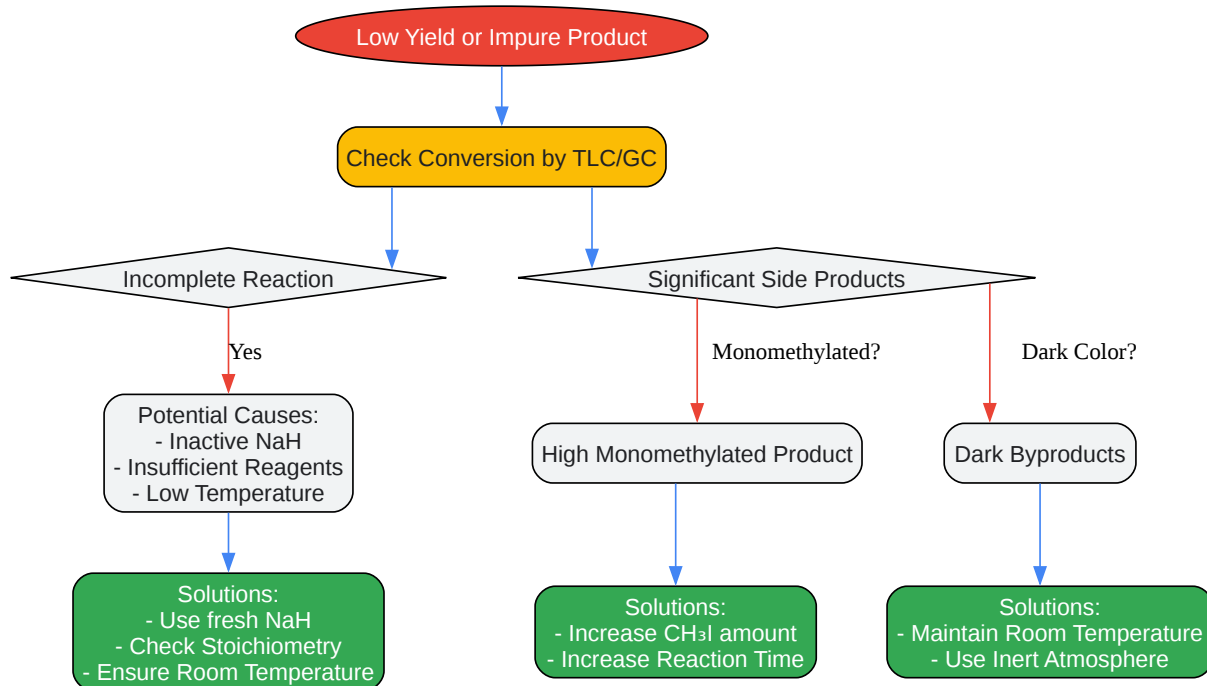 Low Yield or Impure Product
Check Conversion by TLC/GC
Incomplete Reaction
Significant Side Products
Yes
Monomethylated?
Dark Color?
Potential Causes:
- Inactive NaH
- Insufficient Reagents
- Low Temperature
High Monomethylated Product
Dark Byproducts
Solutions:
- Use fresh NaH
- Check Stoichiometry
- Ensure Room Temperature
Solutions:
- Increase CH₃I amount
- Increase Reaction Time
Solutions:
- Maintain Room Temperature
- Use Inert Atmosphere